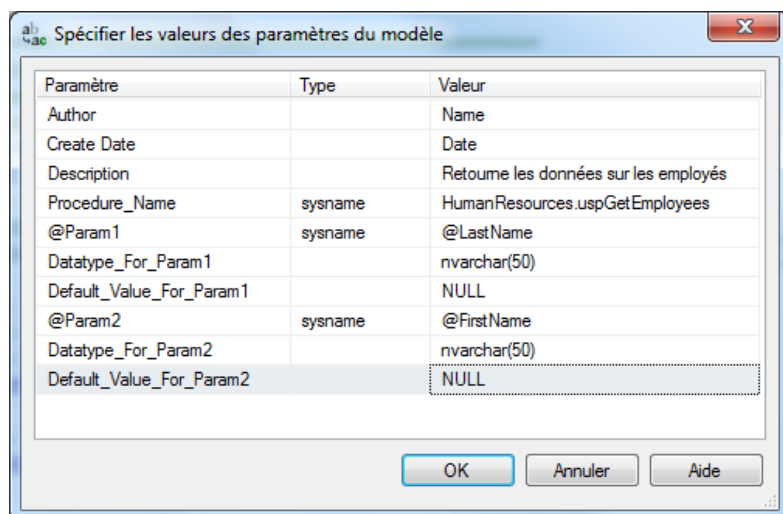 Spécifier les valeurs des paramètres du modèle
Paramètre Type Valeur
Author Name
Create Date Date
Description Retourne les données sur les employés
Procedure_Name sysname HumanResources.uspGetEmployees
@Param1 sysname @LastName
Datatype_For_Param1 nvarchar(50)
Default_Value_For_Param1 NULL
@Param2 sysname @FirstName
Datatype_For_Param2 nvarchar(50)
Default_Value_For_Param2 NULL
OK Annuler Aide